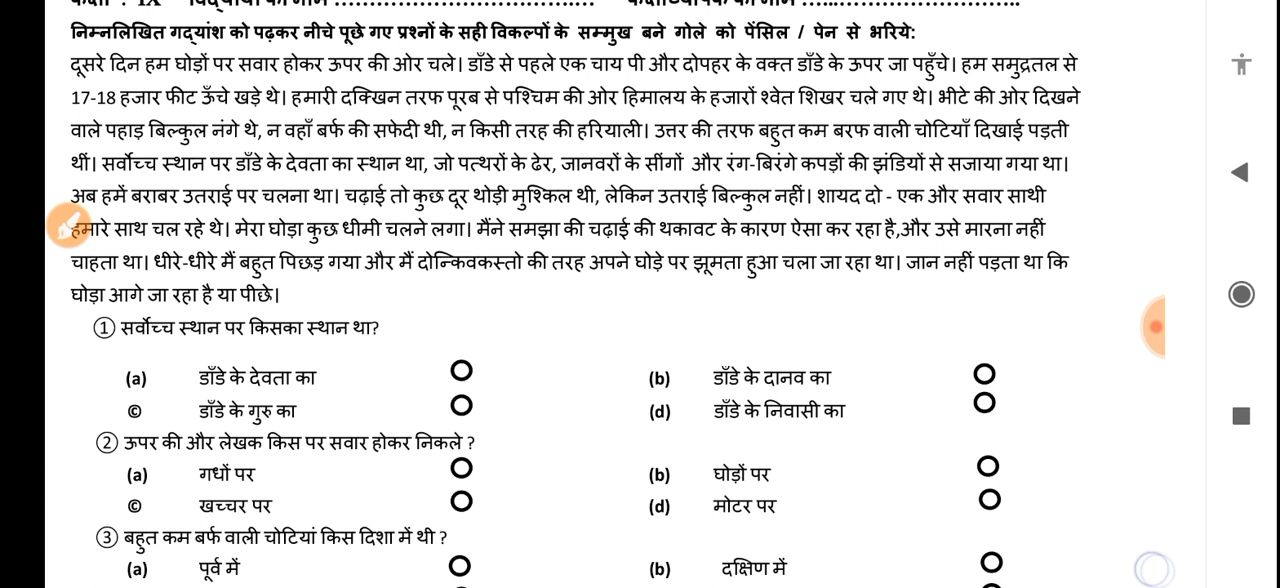 निम्नलिखित गद्यांश को पढ़कर नीचे पूछे गए प्रश्नों के सही विकल्पों के सम्मुख बने गोले को पेंसिल / पेन से भरिये:
दूसरे दिन हम घोड़ों पर सवार होकर ऊपर की ओर चले। डाँडे से पहले एक चाय पी और दोपहर के वक्त डाँडे के ऊपर जा पहुँचे। हम समुद्रतल से
17-18 हजार फीट ऊँचे खड़े थे। हमारी दक्खिन तरफ पूरब से पश्चिम की ओर हिमालय के हजारों श्वेत शिखर चले गए थे। भीटे की ओर दिखने
वाले पहाड़ बिल्कुल नंगे थे, न वहाँ बर्फ की सफेदी थी, न किसी तरह की हरियाली। उत्तर की तरफ बहुत कम बरफ वाली चोटियाँ दिखाई पड़ती
थीं। सर्वोच्च स्थान पर डाँडे के देवता का स्थान था, जो पत्थरों के ढेर, जानवरों के सींगों और रंग-बिरंगे कपड़ों की झंडियों से सजाया गया था।
अब हमें बराबर उतराई पर चलना था। चढ़ाई तो कुछ दूर थोड़ी मुश्किल थी, लेकिन उतराई बिल्कुल नहीं। शायद दो - एक और सवार साथी
हमारे साथ चल रहे थे। मेरा घोड़ा कुछ धीमी चलने लगा। मैंने समझा की चढ़ाई की थकावट के कारण ऐसा कर रहा है,और उसे मारना नहीं
चाहता था। धीरे-धीरे मैं बहुत पिछड़ गया और मैं दोन्क्विकस्तो की तरह अपने घोड़े पर झूमता हुआ चला जा रहा था। जान नहीं पड़ता था कि
घोड़ा आगे जा रहा है या पीछे।
① सर्वोच्च स्थान पर किसका स्थान था?
(a) डाँडे के देवता का (b) डाँडे के दानव का
© डाँडे के गुरु का (d) डाँडे के निवासी का
② ऊपर की और लेखक किस पर सवार होकर निकले ?
(a) गधों पर (b) घोड़ों पर
© खच्चर पर (d) मोटर पर
③ बहुत कम बर्फ वाली चोटियां किस दिशा में थी ?
(a) पूर्व में (b) दक्षिण में